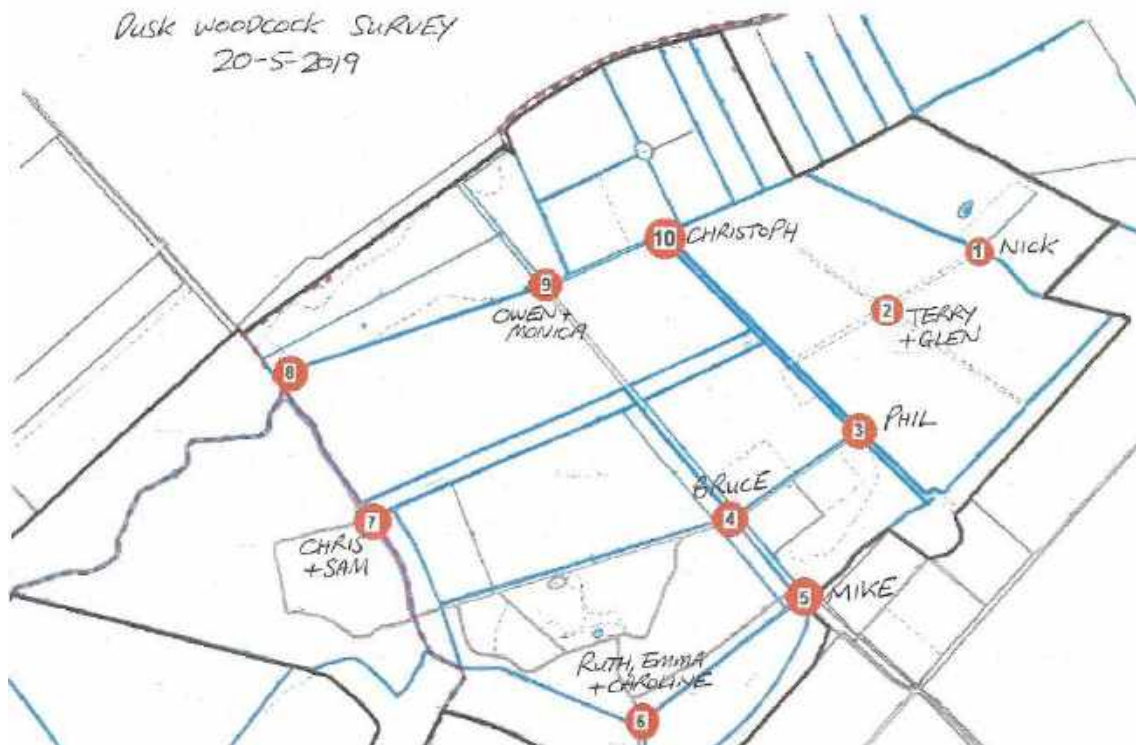 DUSK WOODCOCK SURVEY
20-5-2019
10 CHRISTOPH
1 NICK
9
OWEN +
MONICA
2 TERRY
+ GLEN
8
3 PHIL
BRUCE
4
7
CHRIS
+ SAM
5 MIKE
RUTH, EMMA
+ CAROLINE
6